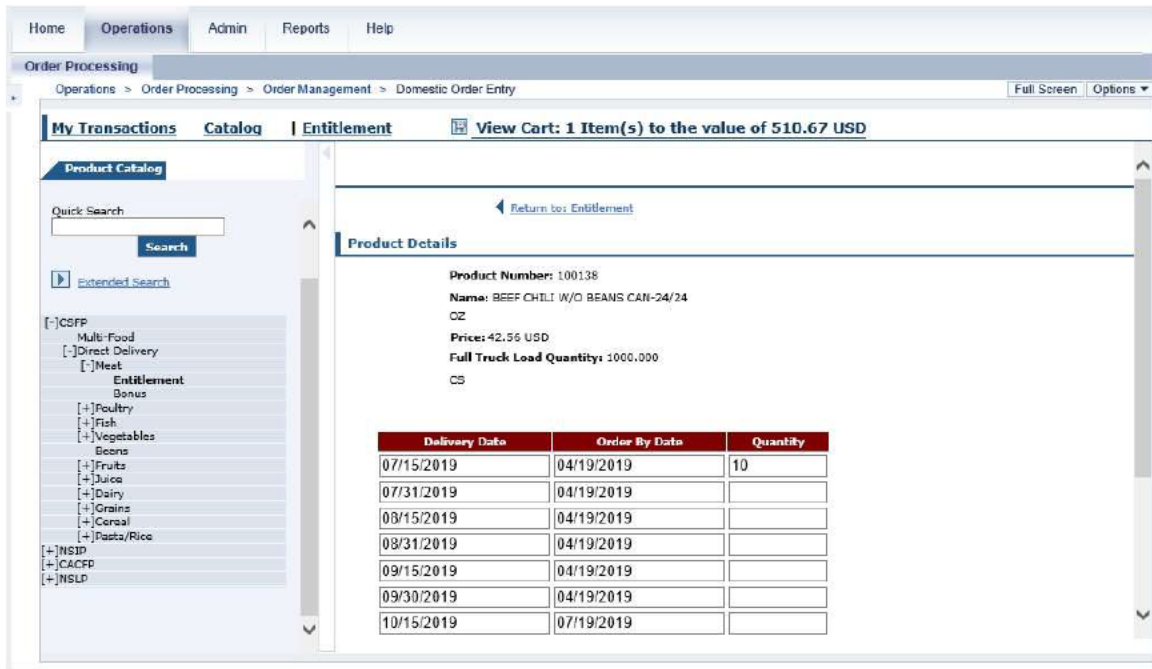 Home Operations Admin Reports Help
Order Processing
Operations > Order Processing > Order Management > Domestic Order Entry Full Screen Options
My Transactions Catalog | Entitlement View Cart: 1 Item(s) to the value of 510.67 USD
Product Catalog
Quick Search
Search
Extended Search
[-]CSFP
Multi-Food
[-]Direct Delivery
[-]Meat
Entitlement
Bonus
[+]Poultry
[+]Fish
[+]Vegetables
Beans
[+]Fruits
[+]Juice
[+]Dairy
[+]Grains
[+]Cereal
[+]Pasta/Rice
[+]NSIP
[+]CACFP
[+]NSLP
Return to: Entitlement
Product Details
Product Number: 100138
Name: BEEF CHILI W/O BEANS CAN-24/24
OZ
Price: 42.56 USD
Full Truck Load Quantity: 1000.000
CS
Delivery Date Order By Date Quantity
07/15/2019 04/19/2019 10
07/31/2019 04/19/2019
08/15/2019 04/19/2019
08/31/2019 04/19/2019
09/15/2019 04/19/2019
09/30/2019 04/19/2019
10/15/2019 07/19/2019